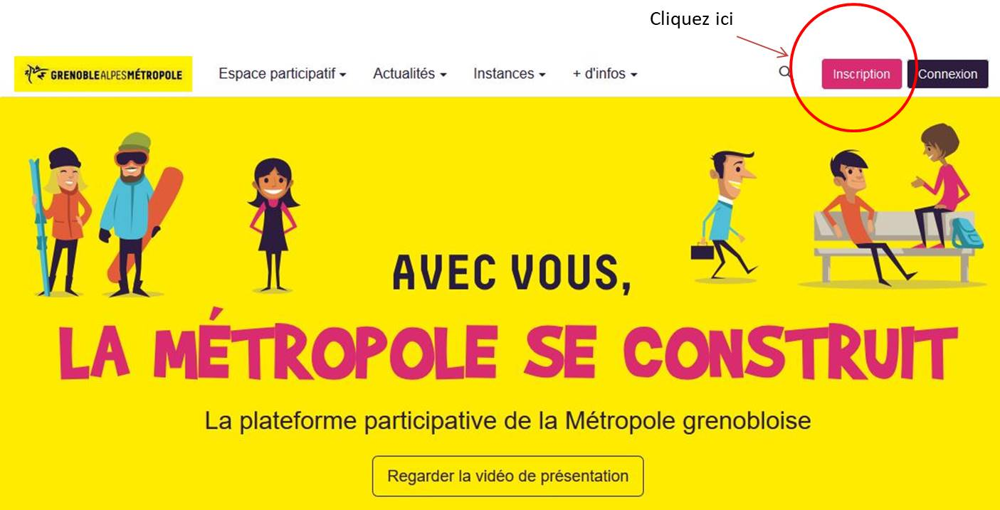 Cliquez ici
GRENOBLEALPESMÉTROPOLE Espace participatif Actualités Instances + d'infos Inscription Connexion
AVEC VOUS,
LA MÉTROPOLE SE CONSTRUIT
La plateforme participative de la Métropole grenobloise
Regarder la vidéo de présentation